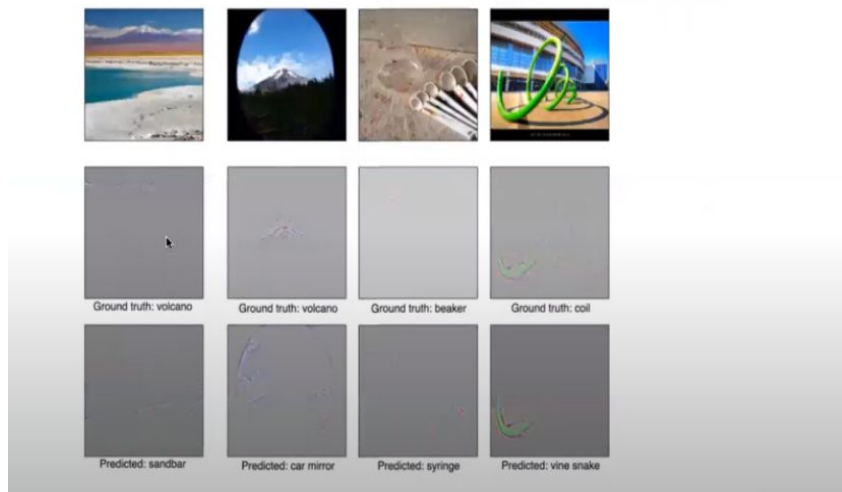 Ground truth: volcano
Ground truth: volcano
Ground truth: beaker
Ground truth: coil
Predicted: sandbar
Predicted: car mirror
Predicted: syringe
Predicted: vine snake